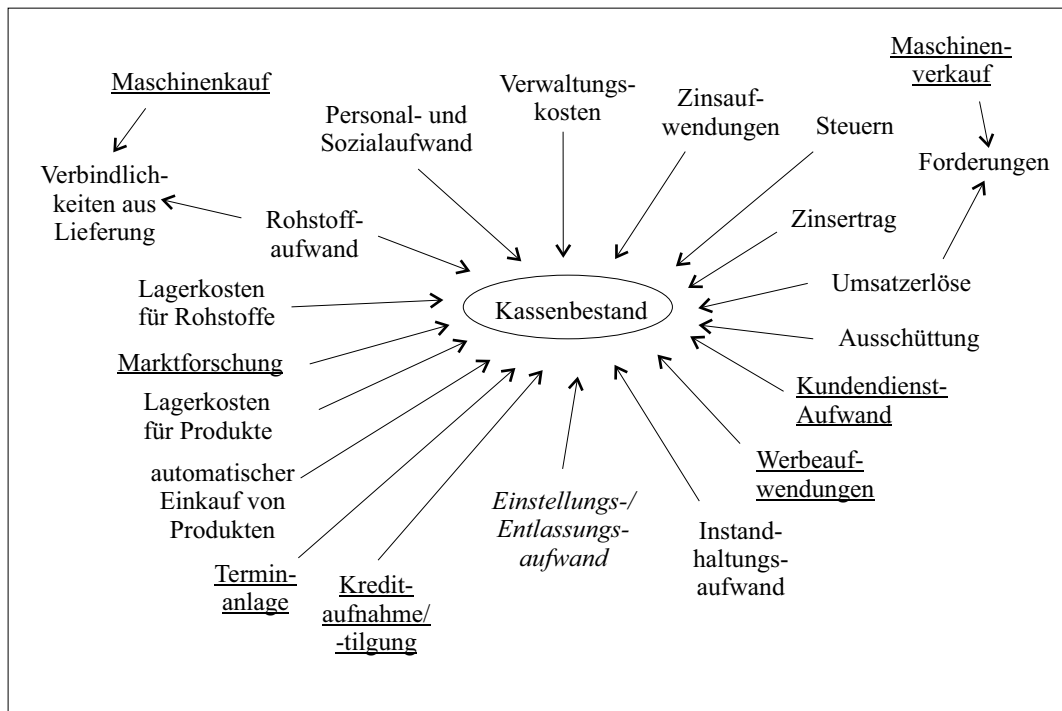 Maschinenkauf
Personal- und
Sozialaufwand
Verwaltungs-
kosten
Zinsauf-
wendungen
Steuern
Maschinen-
verkauf
Verbindlich-
keiten aus
Lieferung
Rohstoff-
aufwand
Forderungen
Zinsertrag
Lagerkosten
für Rohstoffe
Kassenbestand
Umsatzerlöse
Marktforschung
Ausschüttung
Lagerkosten
für Produkte
Kundendienst-
Aufwand
automatischer
Einkauf von
Produkten
Einstellungs-/
Entlassungs-
aufwand
Werbeauf-
wendungen
Instand-
haltungs-
aufwand
Termin-
anlage
Kredit-
aufnahme/
-tilgung